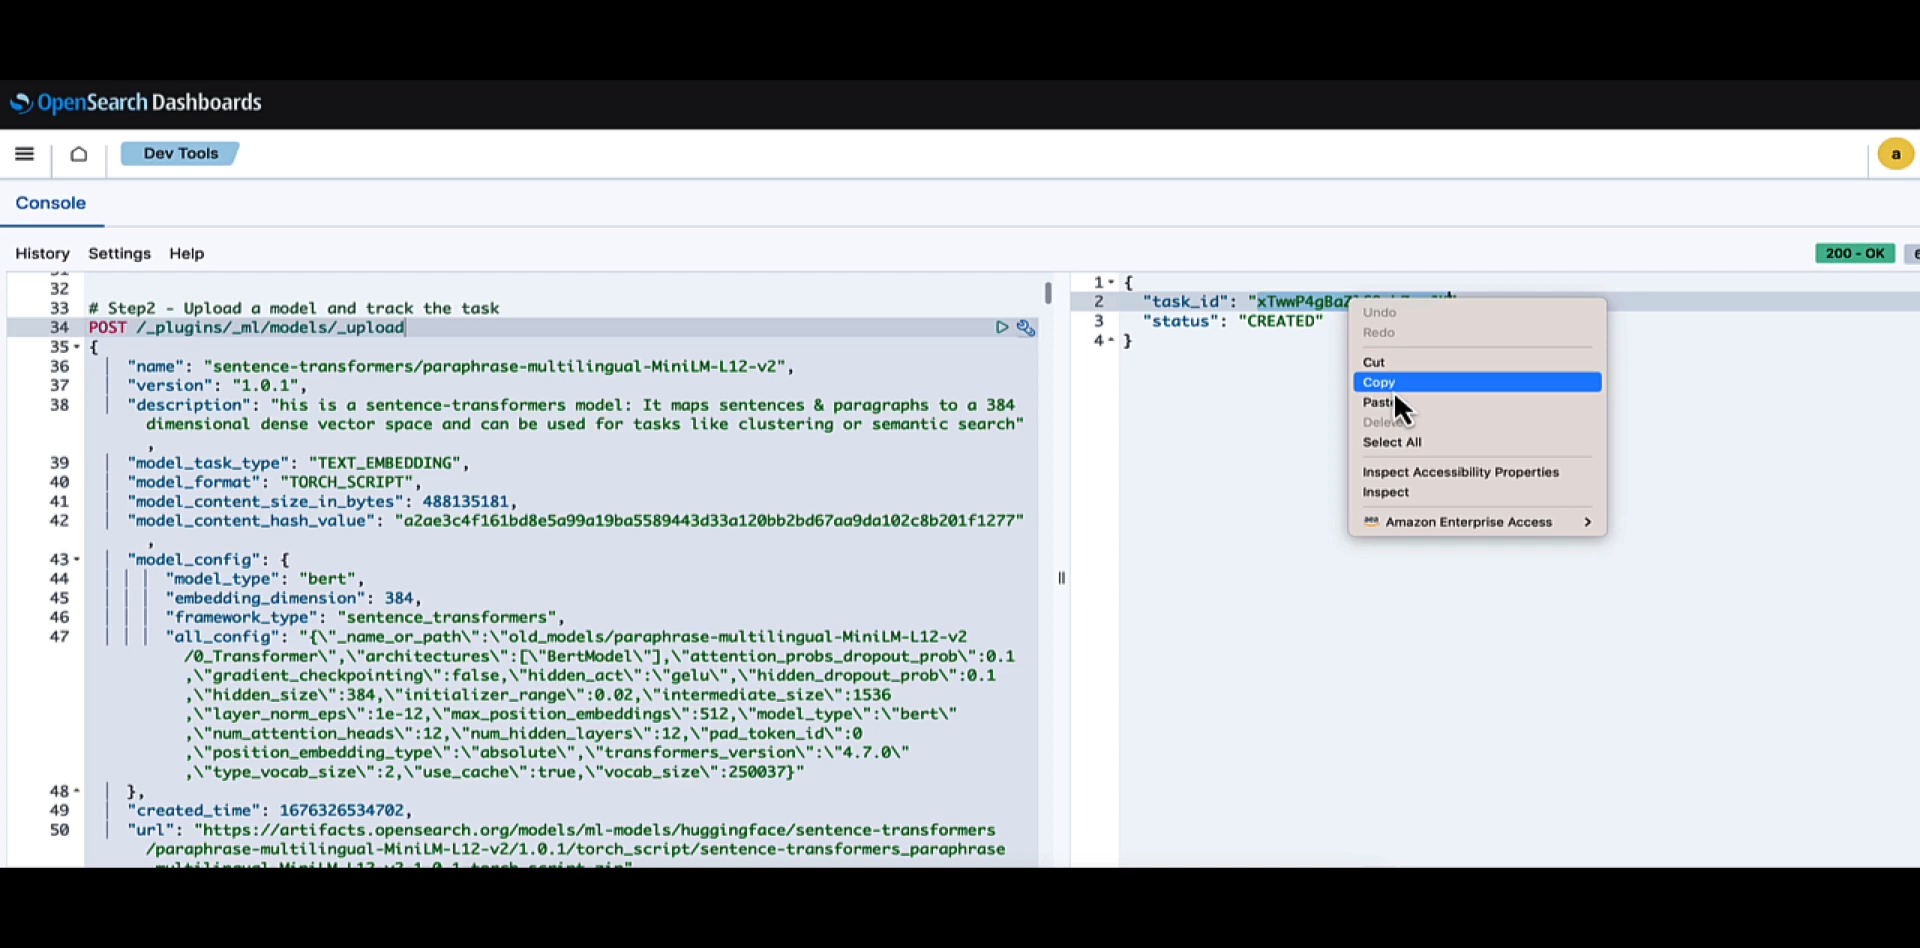 OpenSearch Dashboards
Dev Tools
a
Console
History Settings Help
200 - OK
32
33 # Step2 - Upload a model and track the task
34 POST /_plugins/_ml/models/_upload
35 {
36 "name": "sentence-transformers/paraphrase-multilingual-MiniLM-L12-v2",
37 "version": "1.0.1",
38 "description": "his is a sentence-transformers model: It maps sentences & paragraphs to a 384
dimensional dense vector space and can be used for tasks like clustering or semantic search"
,
39 "model_task_type": "TEXT_EMBEDDING",
40 "model_format": "TORCH_SCRIPT",
41 "model_content_size_in_bytes": 488135181,
42 "model_content_hash_value": "a2ae3c4f161bd8e5a99a19ba5589443d33a120bb2bd67aa9da102c8b201f1277"
,
43 "model_config": {
44 "model_type": "bert",
45 "embedding_dimension": 384,
46 "framework_type": "sentence_transformers",
47 "all_config": "{\"_name_or_path\":\"old_models/paraphrase-multilingual-MiniLM-L12-v2
/0_Transformer\",\"architectures\":[\"BertModel\"],\"attention_probs_dropout_prob\":0.1
,\"gradient_checkpointing\":false,\"hidden_act\":\"gelu\",\"hidden_dropout_prob\":0.1
,\"hidden_size\":384,\"initializer_range\":0.02,\"intermediate_size\":1536
,\"layer_norm_eps\":1e-12,\"max_position_embeddings\":512,\"model_type\":\"bert\"
,\"num_attention_heads\":12,\"num_hidden_layers\":12,\"pad_token_id\":0
,\"position_embedding_type\":\"absolute\",\"transformers_version\":\"4.7.0\"
,\"type_vocab_size\":2,\"use_cache\":true,\"vocab_size\":250037}"
48 },
49 "created_time": 1676326534702,
50 "url": "https://artifacts.opensearch.org/models/ml-models/huggingface/sentence-transformers
/paraphrase-multilingual-MiniLM-L12-v2/1.0.1/torch_script/sentence-transformers_paraphrase
1 {
2 "task_id":
3 "status": "CREATED"
4 }
Undo
Redo
Cut
Copy
Paste
Delete
Select All
Inspect Accessibility Properties
Inspect
Amazon Enterprise Access